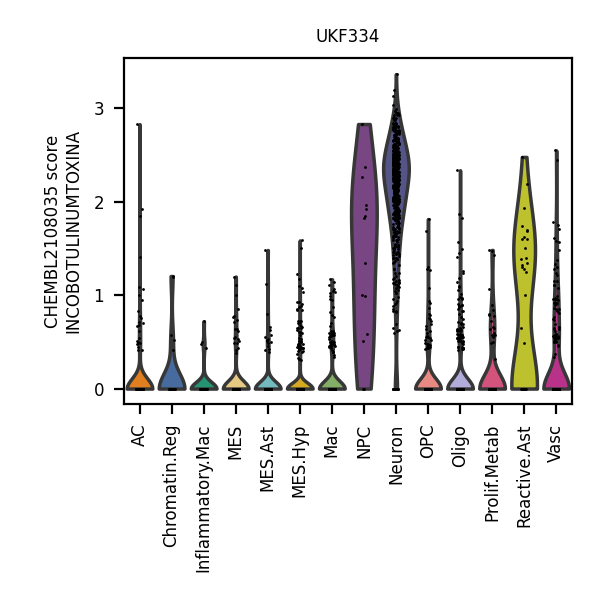 UKF334
CHEMBL2108035 score
INCOBOTULINUMTOXINA
3
2
1
0
AC
Chromatin.Reg
Inflammatory.Mac
MES
MES.Ast
MES.Hyp
Mac
NPC
Neuron
OPC
Oligo
Prolif.Metab
Reactive.Ast
Vasc